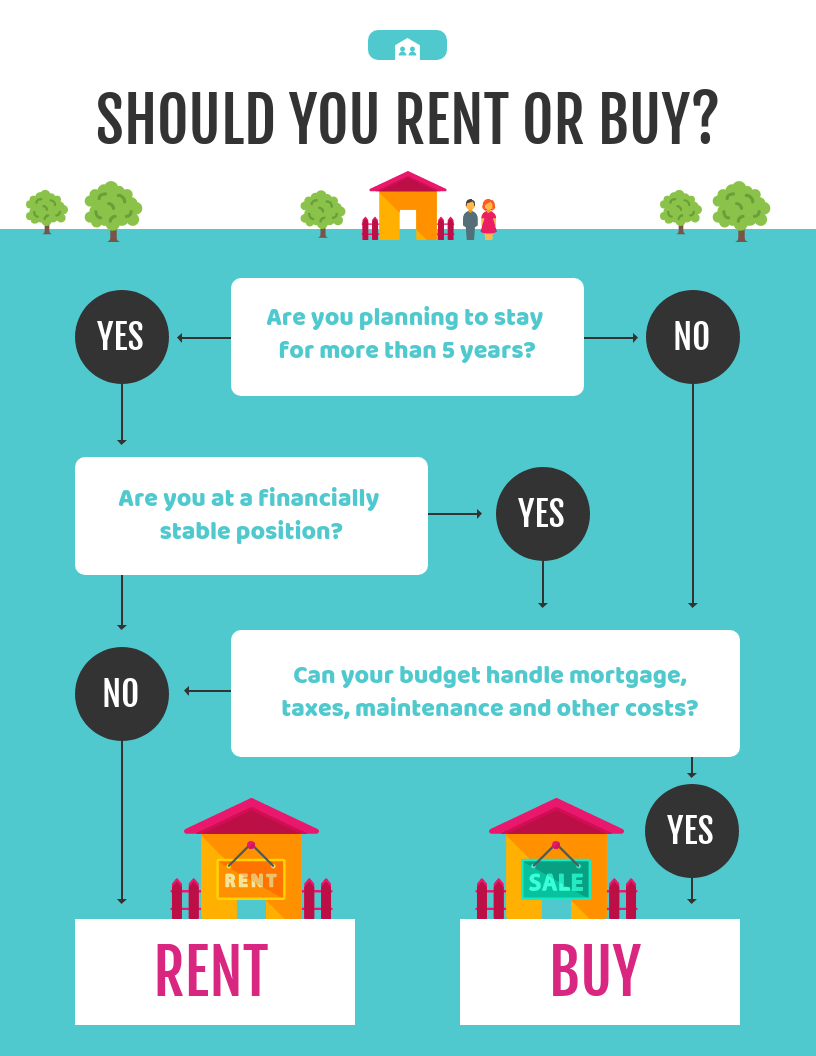 SHOULD YOU RENT OR BUY?
YES
Are you planning to stay
for more than 5 years?
NO
Are you at a financially
stable position?
YES
NO
Can your budget handle mortgage,
taxes, maintenance and other costs?
YES
RENT
SALE
RENT
BUY